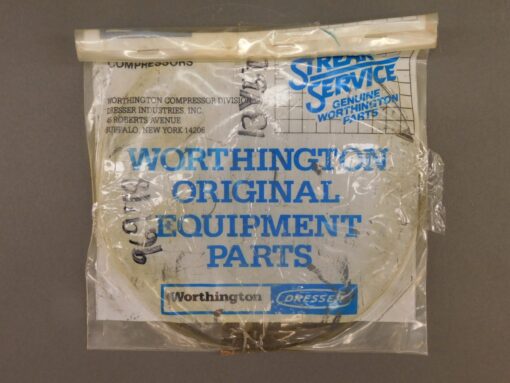 COMPRESSORS
WORTHINGTON COMPRESSOR DIVISION
DRESSER INDUSTRIES, INC.
ROBERTS AVENUE
BUFFALO, NEW YORK 14206
STREAK
SERVICE
GENUINE
WORTHINGTON
PARTS
WORTHINGTON
ORIGINAL
EQUIPMENT
PARTS
Worthington
DRESSER